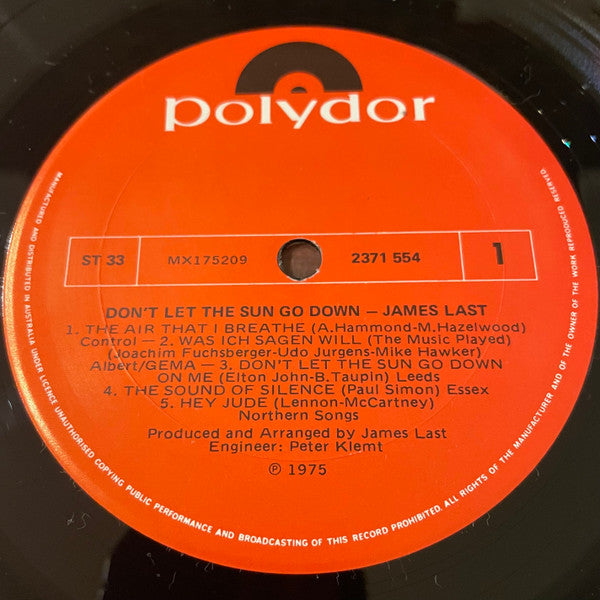 polydor
ST 33
MX175209
2371 554
1
DON'T LET THE SUN GO DOWN — JAMES LAST
1. THE AIR THAT I BREATHE (A.Hammond-M.Hazelwood)
Control — 2. WAS ICH SAGEN WILL (The Music Played)
(Joachim Fuchsberger-Udo Jurgens-Mike Hawker)
Albert/GEMA — 3. DON'T LET THE SUN GO DOWN
ON ME (Elton John-B.Taupin) Leeds
4. THE SOUND OF SILENCE (Paul Simon) Essex
5. HEY JUDE (Lennon-McCartney)
Northern Songs
Produced and Arranged by James Last
Engineer: Peter Klemt
℗ 1975
MANUFACTURED AND DISTRIBUTED IN AUSTRALIA UNDER LICENCE UNAUTHORISED COPYING PUBLIC PERFORMANCE AND BROADCASTING OF THIS RECORD PROHIBITED. ALL RIGHTS OF THE MANUFACTURER AND OF THE OWNER OF THE WORK REPRODUCED RESERVED.